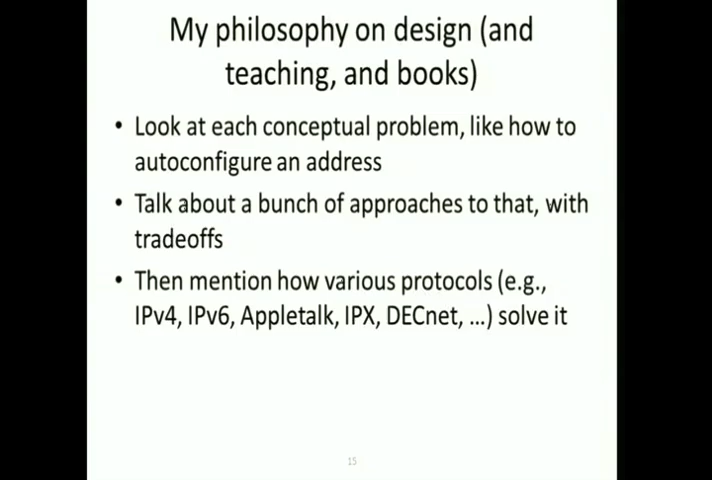 My philosophy on design (and
teaching, and books)
• Look at each conceptual problem, like how to
autoconfigure an address
• Talk about a bunch of approaches to that, with
tradeoffs
• Then mention how various protocols (e.g.,
IPv4, IPv6, Appletalk, IPX, DECnet, ...) solve it
15